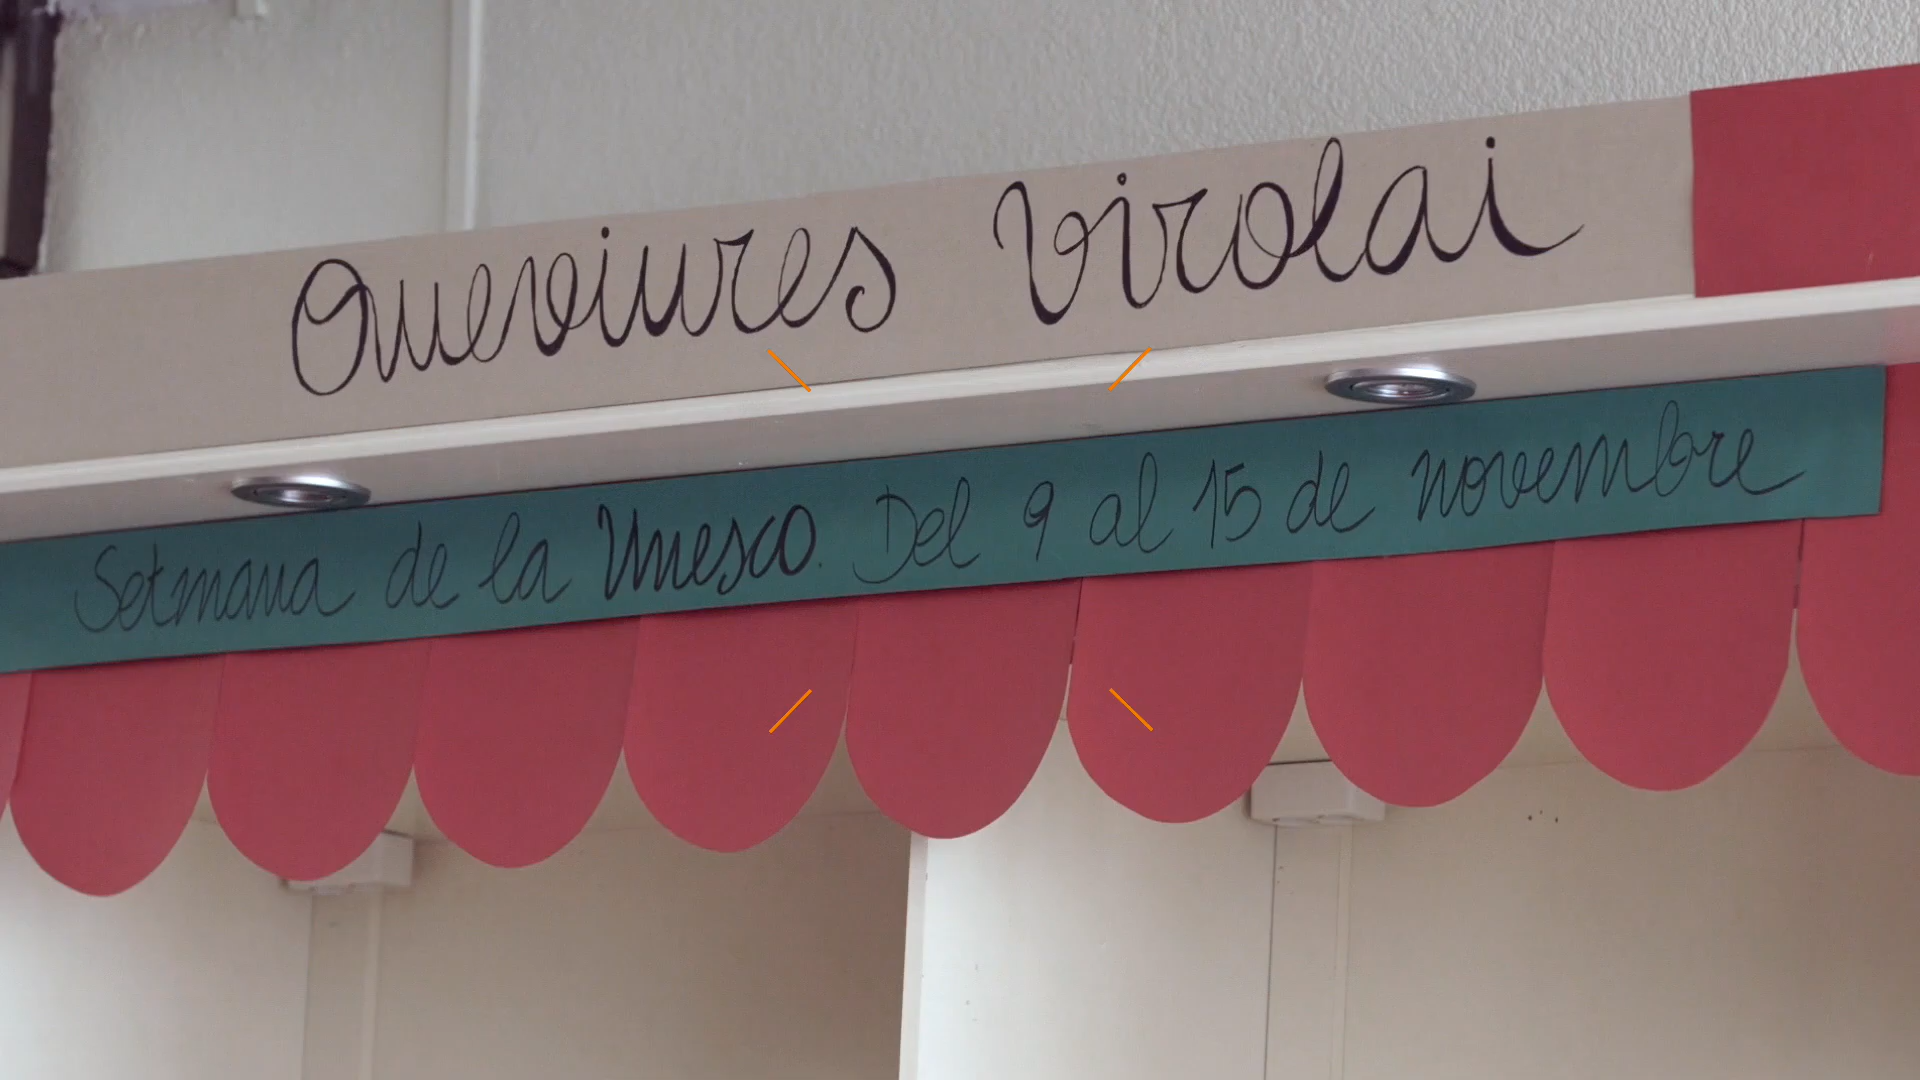 Queviures Virolai
Setmana de la Unesco. Del 9 al 15 de novembre